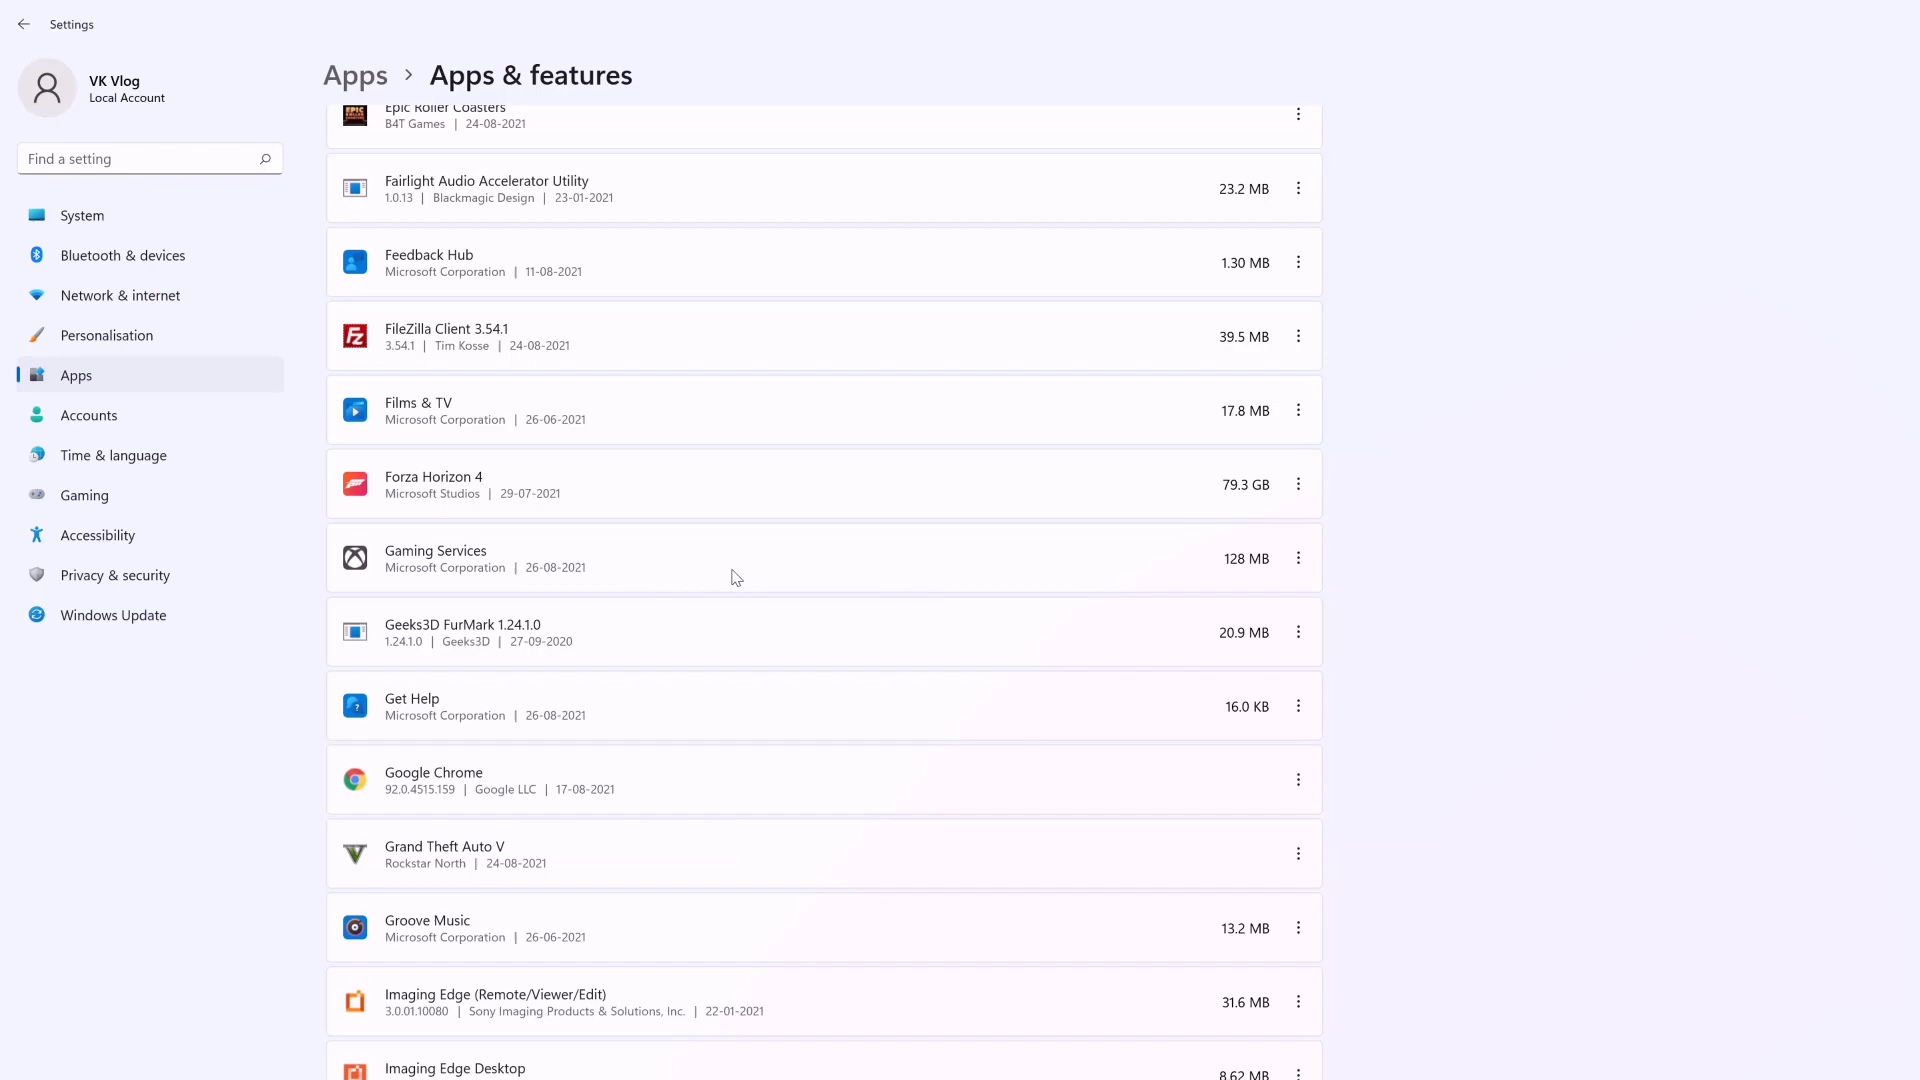 Settings
VK Vlog
Local Account
Find a setting
System
Bluetooth & devices
Network & internet
Personalisation
Apps
Accounts
Time & language
Gaming
Accessibility
Privacy & security
Windows Update
Apps > Apps & features
Epic Roller Coasters
B4T Games | 24-08-2021
Fairlight Audio Accelerator Utility
1.0.13 | Blackmagic Design | 23-01-2021
23.2 MB
Feedback Hub
Microsoft Corporation | 11-08-2021
1.30 MB
FileZilla Client 3.54.1
3.54.1 | Tim Kosse | 24-08-2021
39.5 MB
Films & TV
Microsoft Corporation | 26-06-2021
17.8 MB
Forza Horizon 4
Microsoft Studios | 29-07-2021
79.3 GB
Gaming Services
Microsoft Corporation | 26-08-2021
128 MB
Geeks3D FurMark 1.24.1.0
1.24.1.0 | Geeks3D | 27-09-2020
20.9 MB
Get Help
Microsoft Corporation | 26-08-2021
16.0 KB
Google Chrome
92.0.4515.159 | Google LLC | 17-08-2021
Grand Theft Auto V
Rockstar North | 24-08-2021
Groove Music
Microsoft Corporation | 26-06-2021
13.2 MB
Imaging Edge (Remote/Viewer/Edit)
3.0.01.10080 | Sony Imaging Products & Solutions, Inc. | 22-01-2021
31.6 MB
Imaging Edge Desktop
8.62 MB